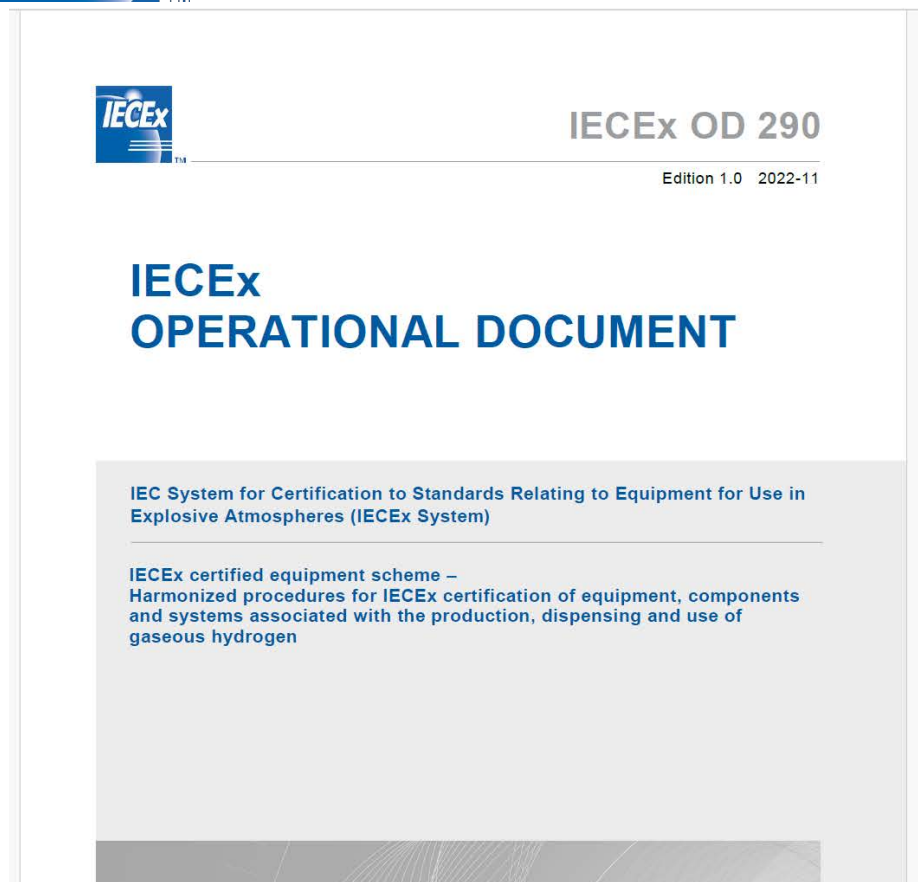 TM
IECEx
TM
IECEx OD 290
Edition 1.0 2022-11
IECEx
OPERATIONAL DOCUMENT
IEC System for Certification to Standards Relating to Equipment for Use in
Explosive Atmospheres (IECEx System)
IECEx certified equipment scheme –
Harmonized procedures for IECEx certification of equipment, components
and systems associated with the production, dispensing and use of
gaseous hydrogen